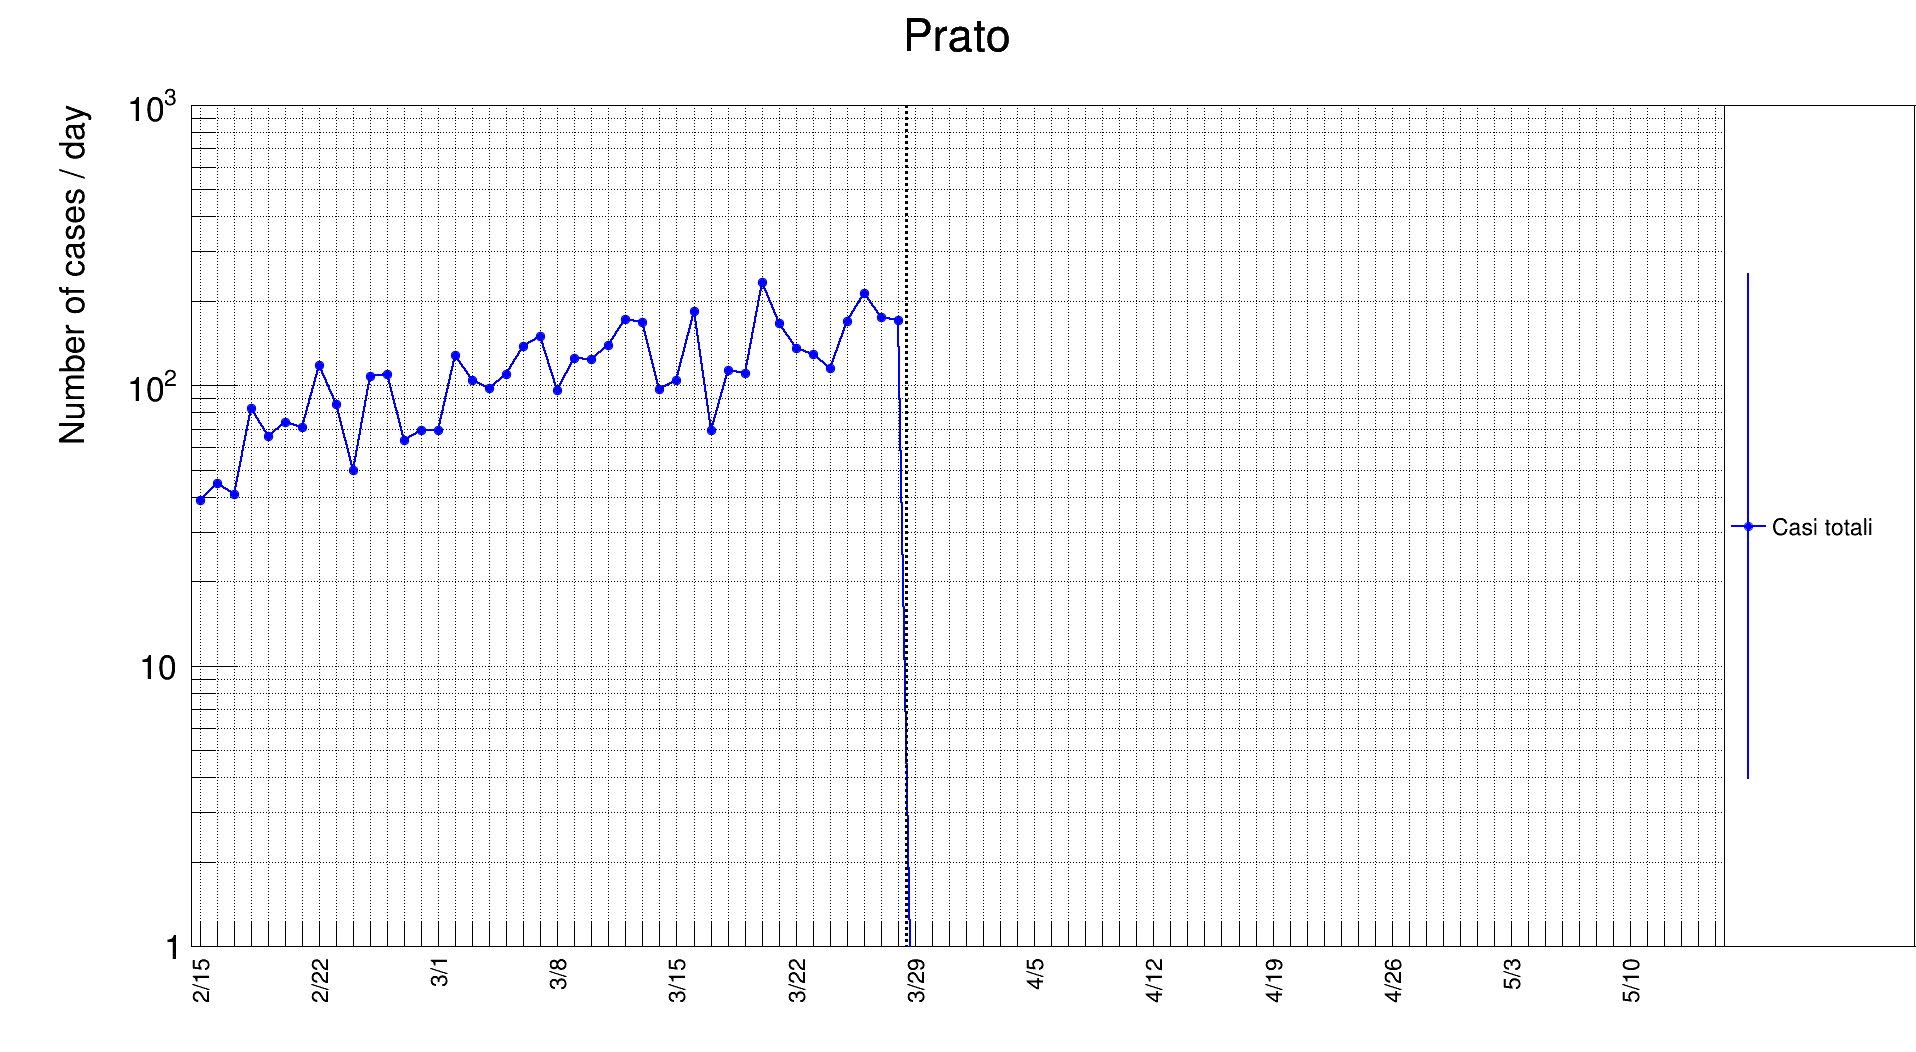 Prato
Number of cases / day
10³
10²
10
1
2/15 2/22 3/1 3/8 3/15 3/22 3/29 4/5 4/12 4/19 4/26 5/3 5/10
Casi totali